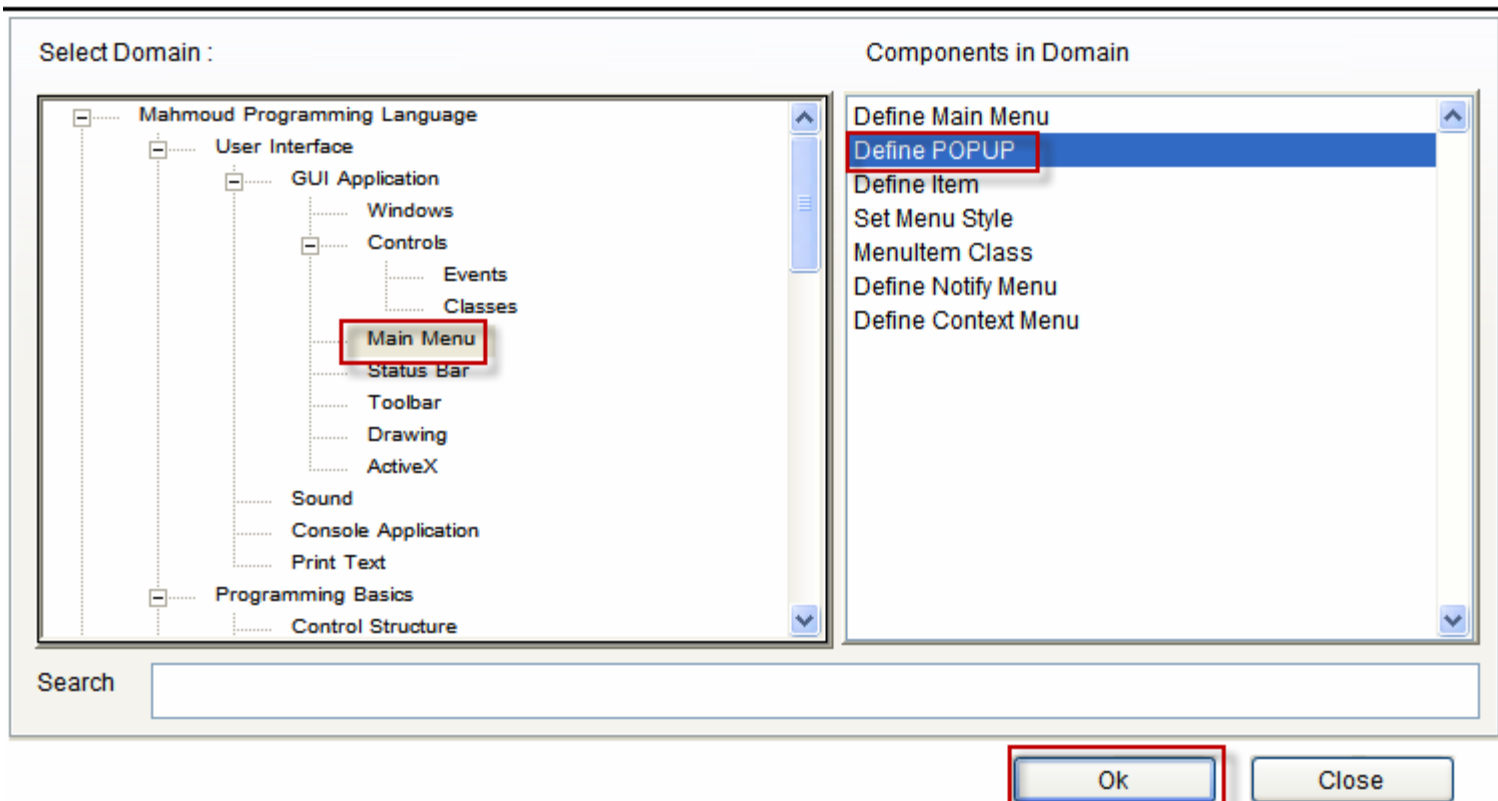 Select Domain :
Components in Domain
Mahmoud Programming Language
User Interface
GUI Application
Windows
Controls
Events
Classes
Main Menu
Status Bar
Toolbar
Drawing
ActiveX
Sound
Console Application
Print Text
Programming Basics
Control Structure
Define Main Menu
Define POPUP
Define Item
Set Menu Style
MenuItem Class
Define Notify Menu
Define Context Menu
Search
Ok
Close